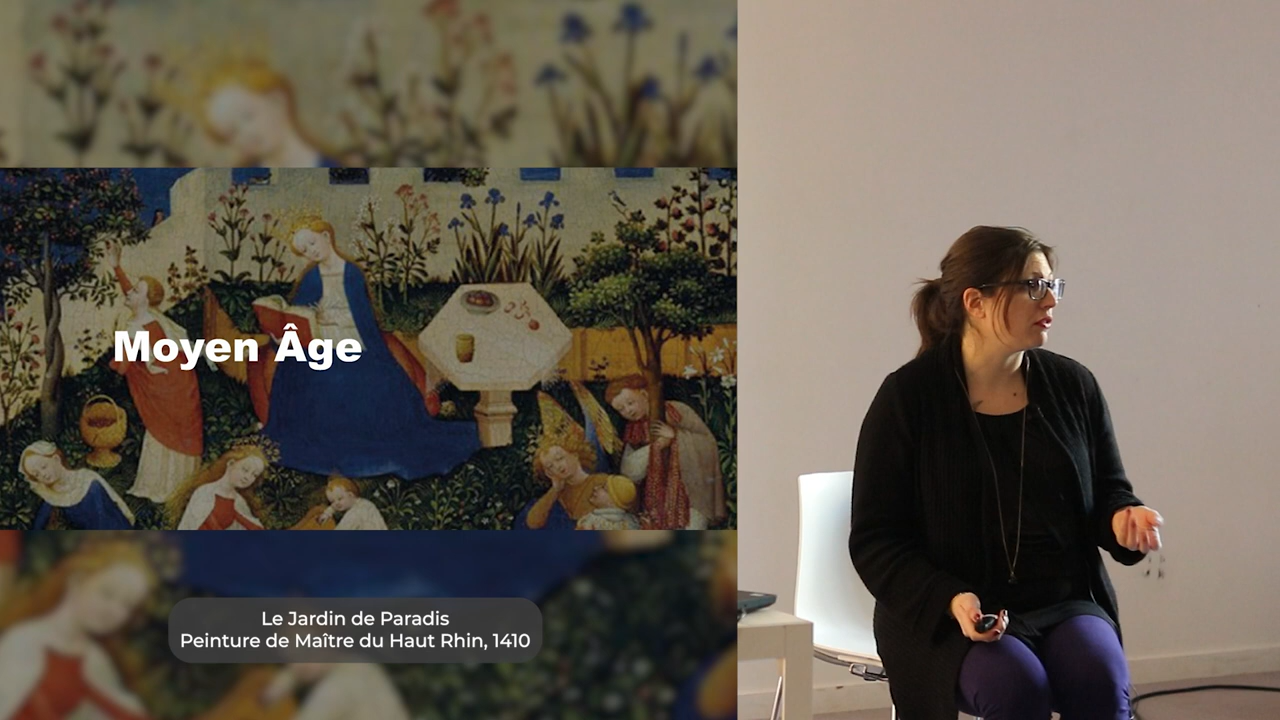 Moyen Âge
Le Jardin de Paradis
Peinture de Maître du Haut Rhin, 1410